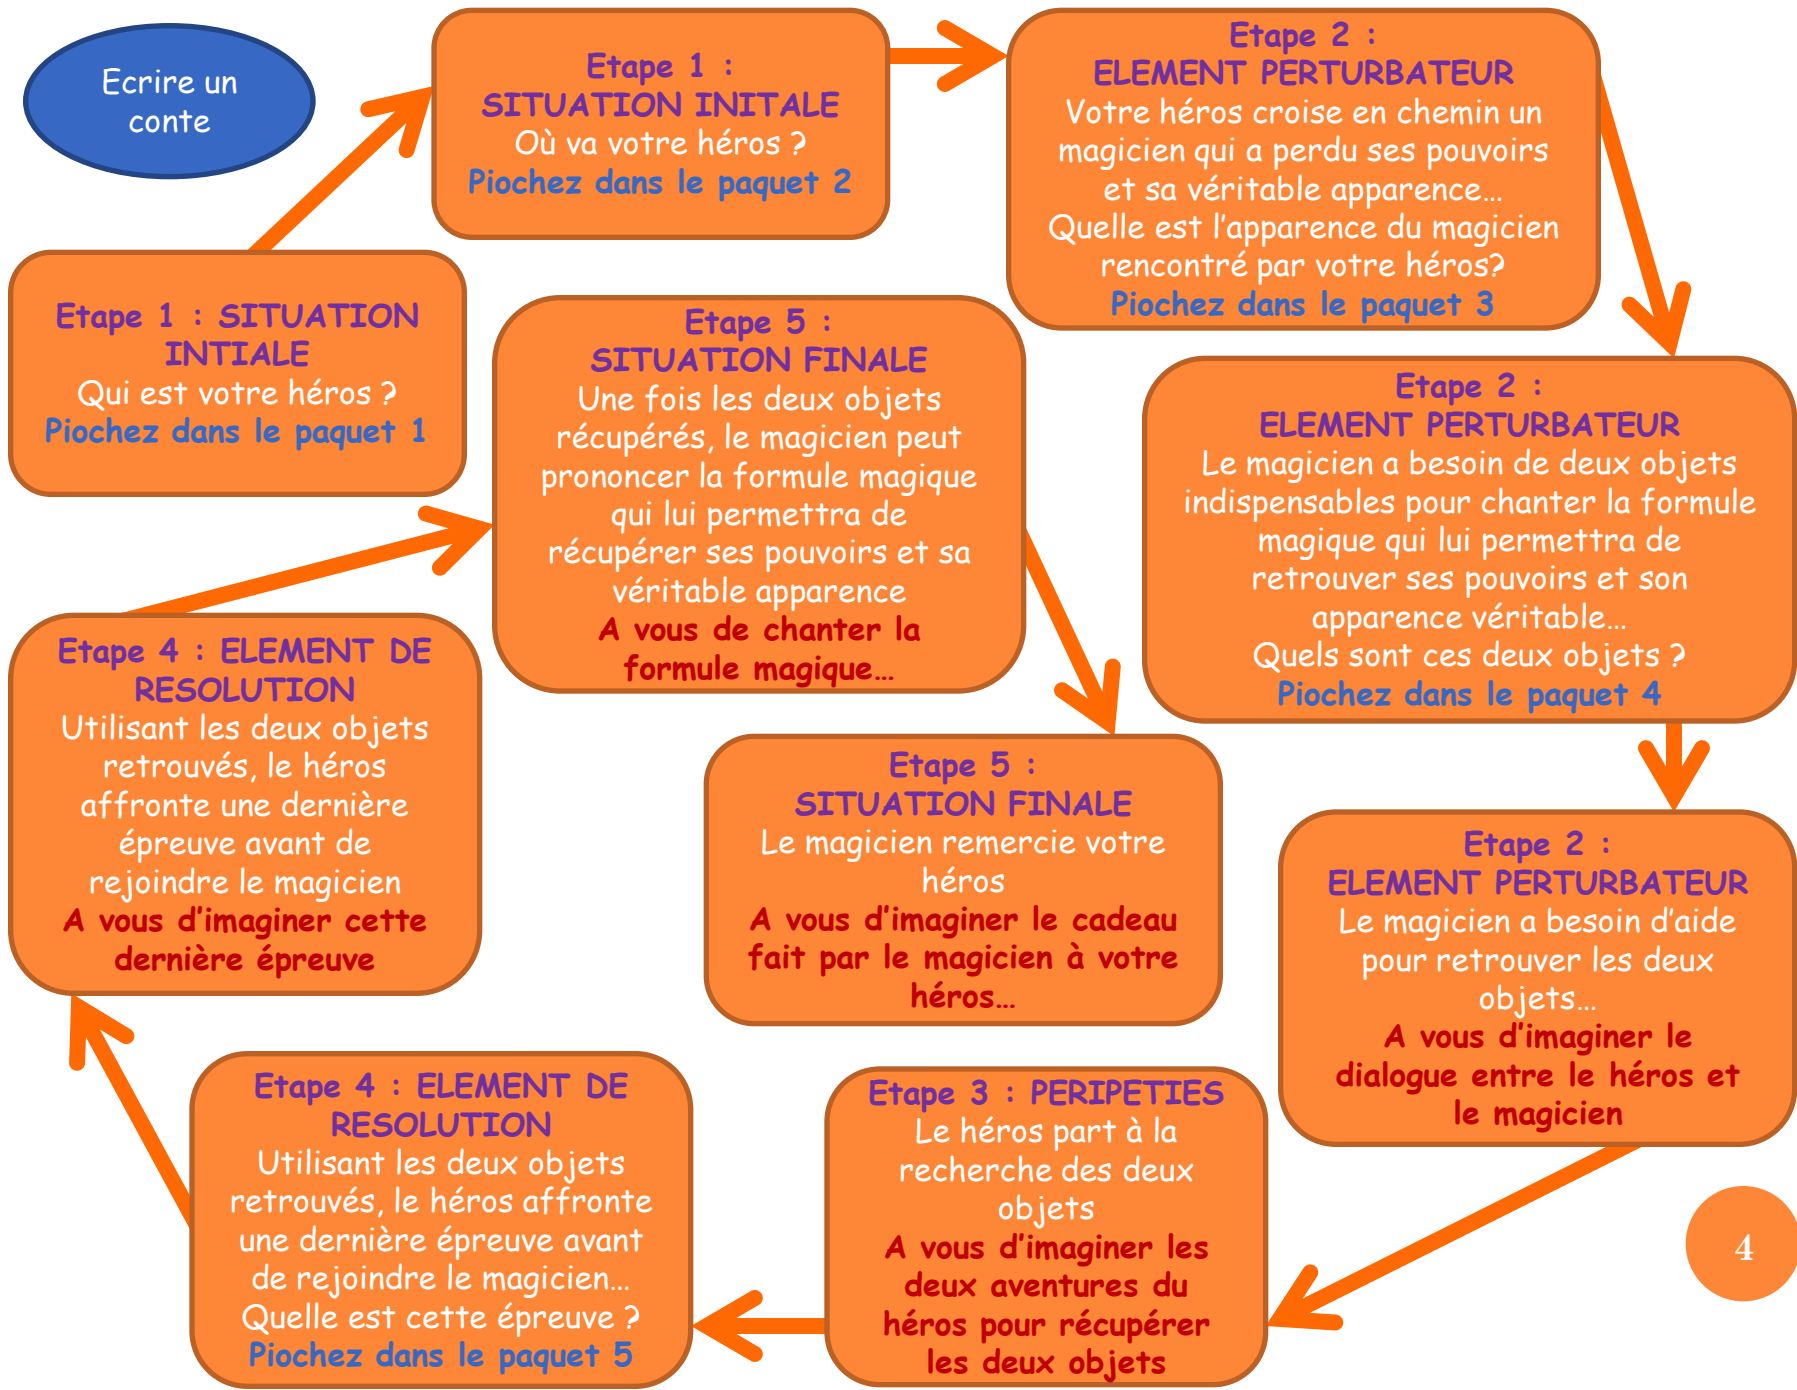 Ecrire un
conte
Etape 1 : SITUATION
INTIALE
Qui est votre héros ?
Piochez dans le paquet 1
Etape 1 :
SITUATION INITALE
Où va votre héros ?
Piochez dans le paquet 2
Etape 2 :
ELEMENT PERTURBATEUR
Votre héros croise en chemin un
magicien qui a perdu ses pouvoirs
et sa véritable apparence…
Quelle est l’apparence du magicien
rencontré par votre héros?
Piochez dans le paquet 3
Etape 2 :
ELEMENT PERTURBATEUR
Le magicien a besoin de deux objets
indispensables pour chanter la formule
magique qui lui permettra de
retrouver ses pouvoirs et son
apparence véritable…
Quels sont ces deux objets ?
Piochez dans le paquet 4
Etape 2 :
ELEMENT PERTURBATEUR
Le magicien a besoin d’aide
pour retrouver les deux
objets…
A vous d’imaginer le
dialogue entre le héros et
le magicien
Etape 3 : PERIPETIES
Le héros part à la
recherche des deux
objets
A vous d’imaginer les
deux aventures du
héros pour récupérer
les deux objets
Etape 4 : ELEMENT DE
RESOLUTION
Utilisant les deux objets
retrouvés, le héros affronte
une dernière épreuve avant
de rejoindre le magicien…
Quelle est cette épreuve ?
Piochez dans le paquet 5
Etape 4 : ELEMENT DE
RESOLUTION
Utilisant les deux objets
retrouvés, le héros
affronte une dernière
épreuve avant de
rejoindre le magicien
A vous d’imaginer cette
dernière épreuve
Etape 5 :
SITUATION FINALE
Une fois les deux objets
récupérés, le magicien peut
prononcer la formule magique
qui lui permettra de
récupérer ses pouvoirs et sa
véritable apparence
A vous de chanter la
formule magique…
Etape 5 :
SITUATION FINALE
Le magicien remercie votre
héros
A vous d’imaginer le cadeau
fait par le magicien à votre
héros…
4